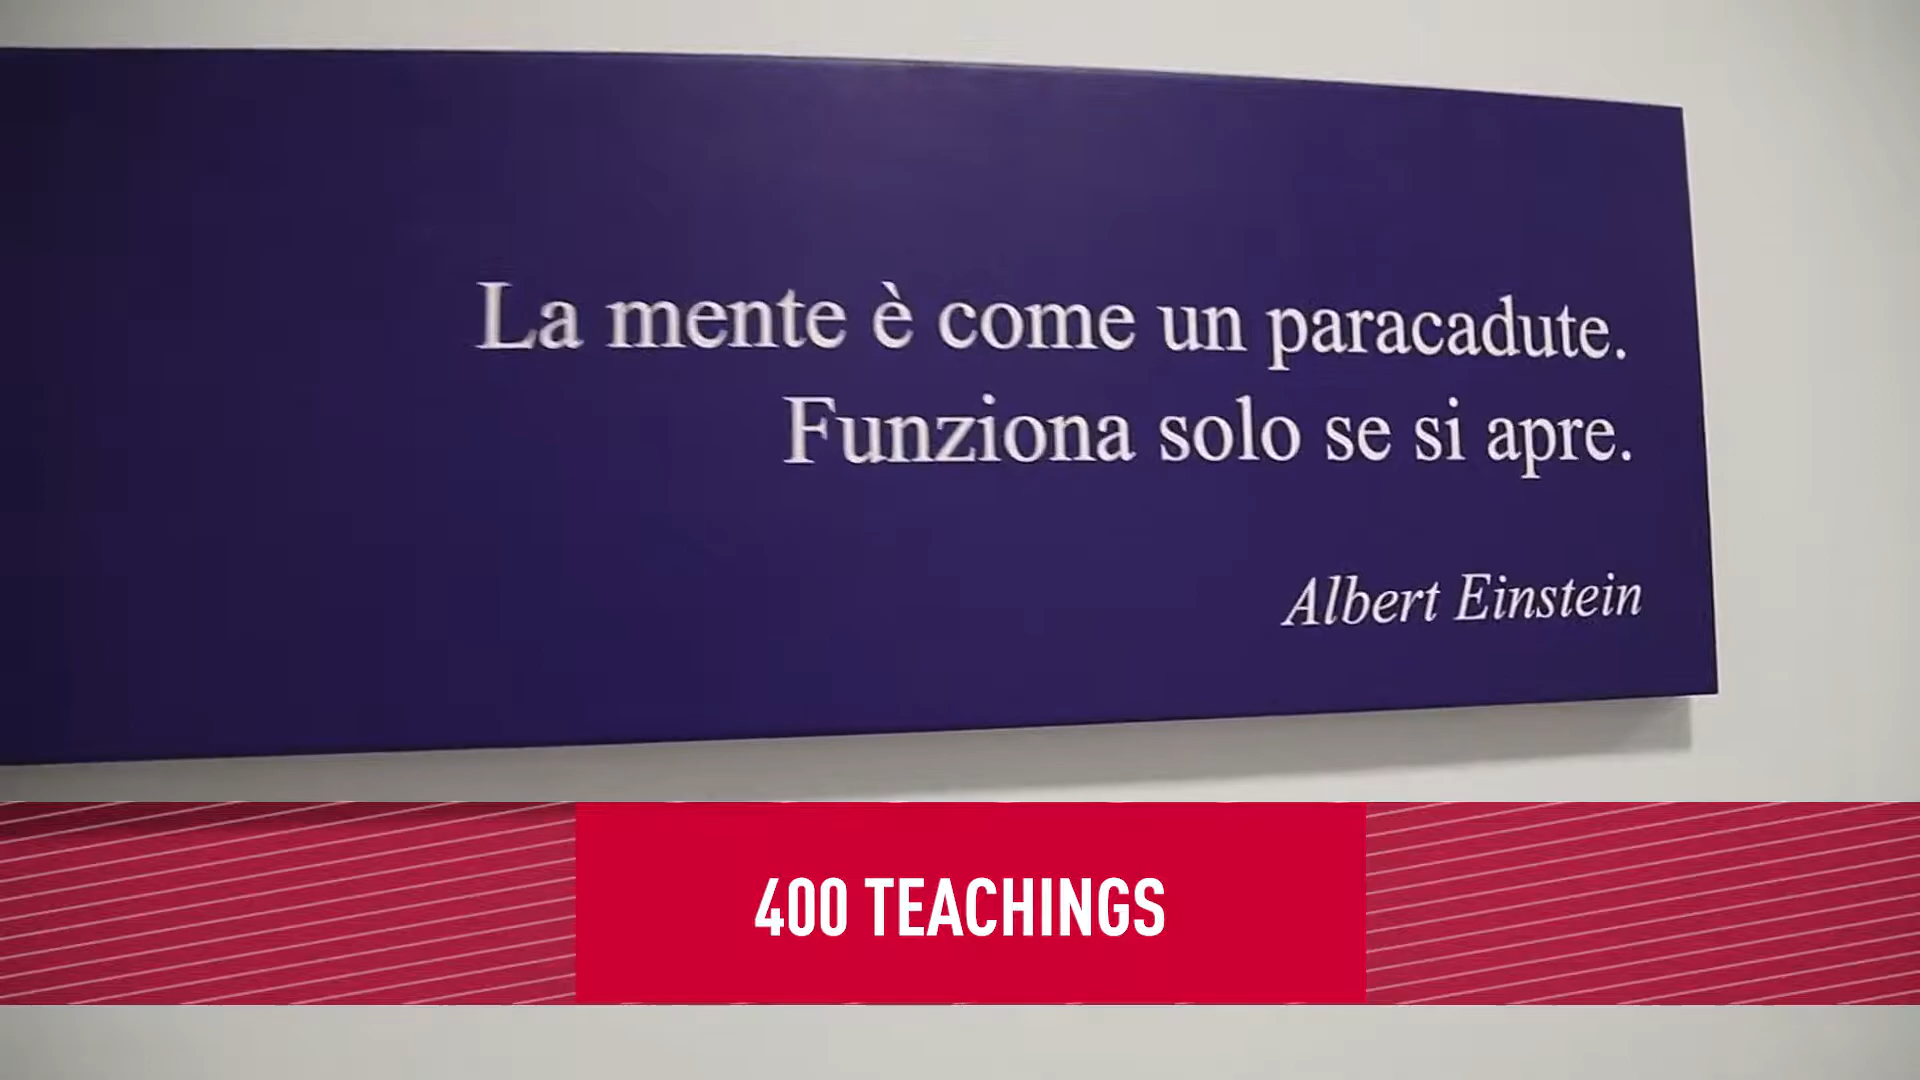 La mente è come un paracadute.
Funziona solo se si apre.
Albert Einstein
400 TEACHINGS